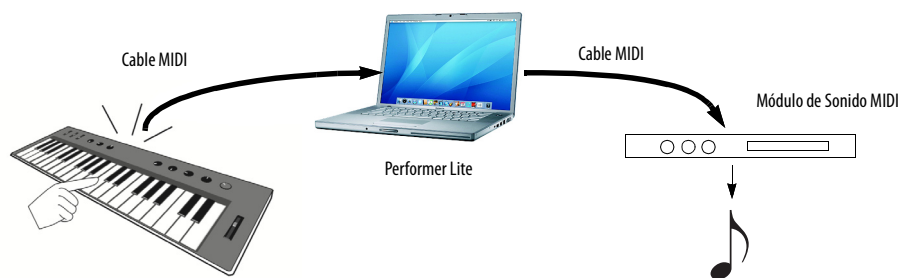 Cable MIDI
Cable MIDI
Módulo de Sonido MIDI
Performer Lite